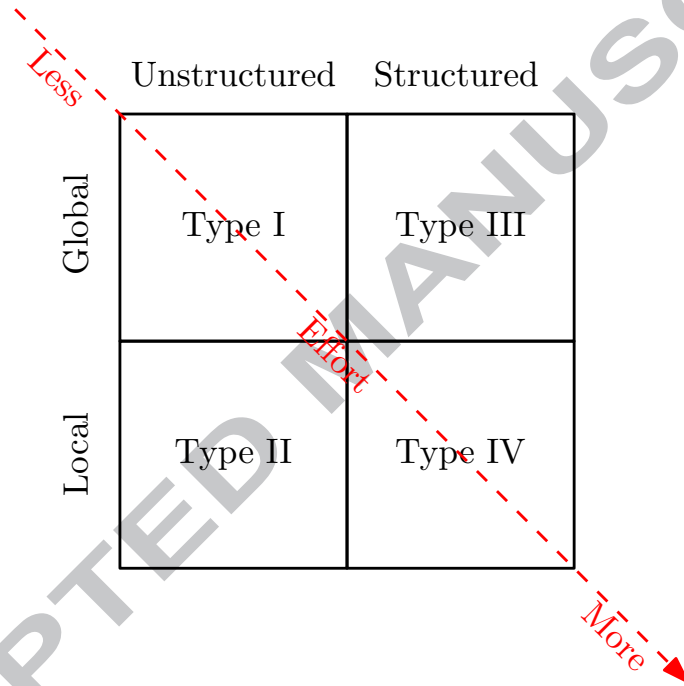 Less
Unstructured Structured
Global
Type I Type III
Effort
Local
Type II Type IV
More
PTED MANUS